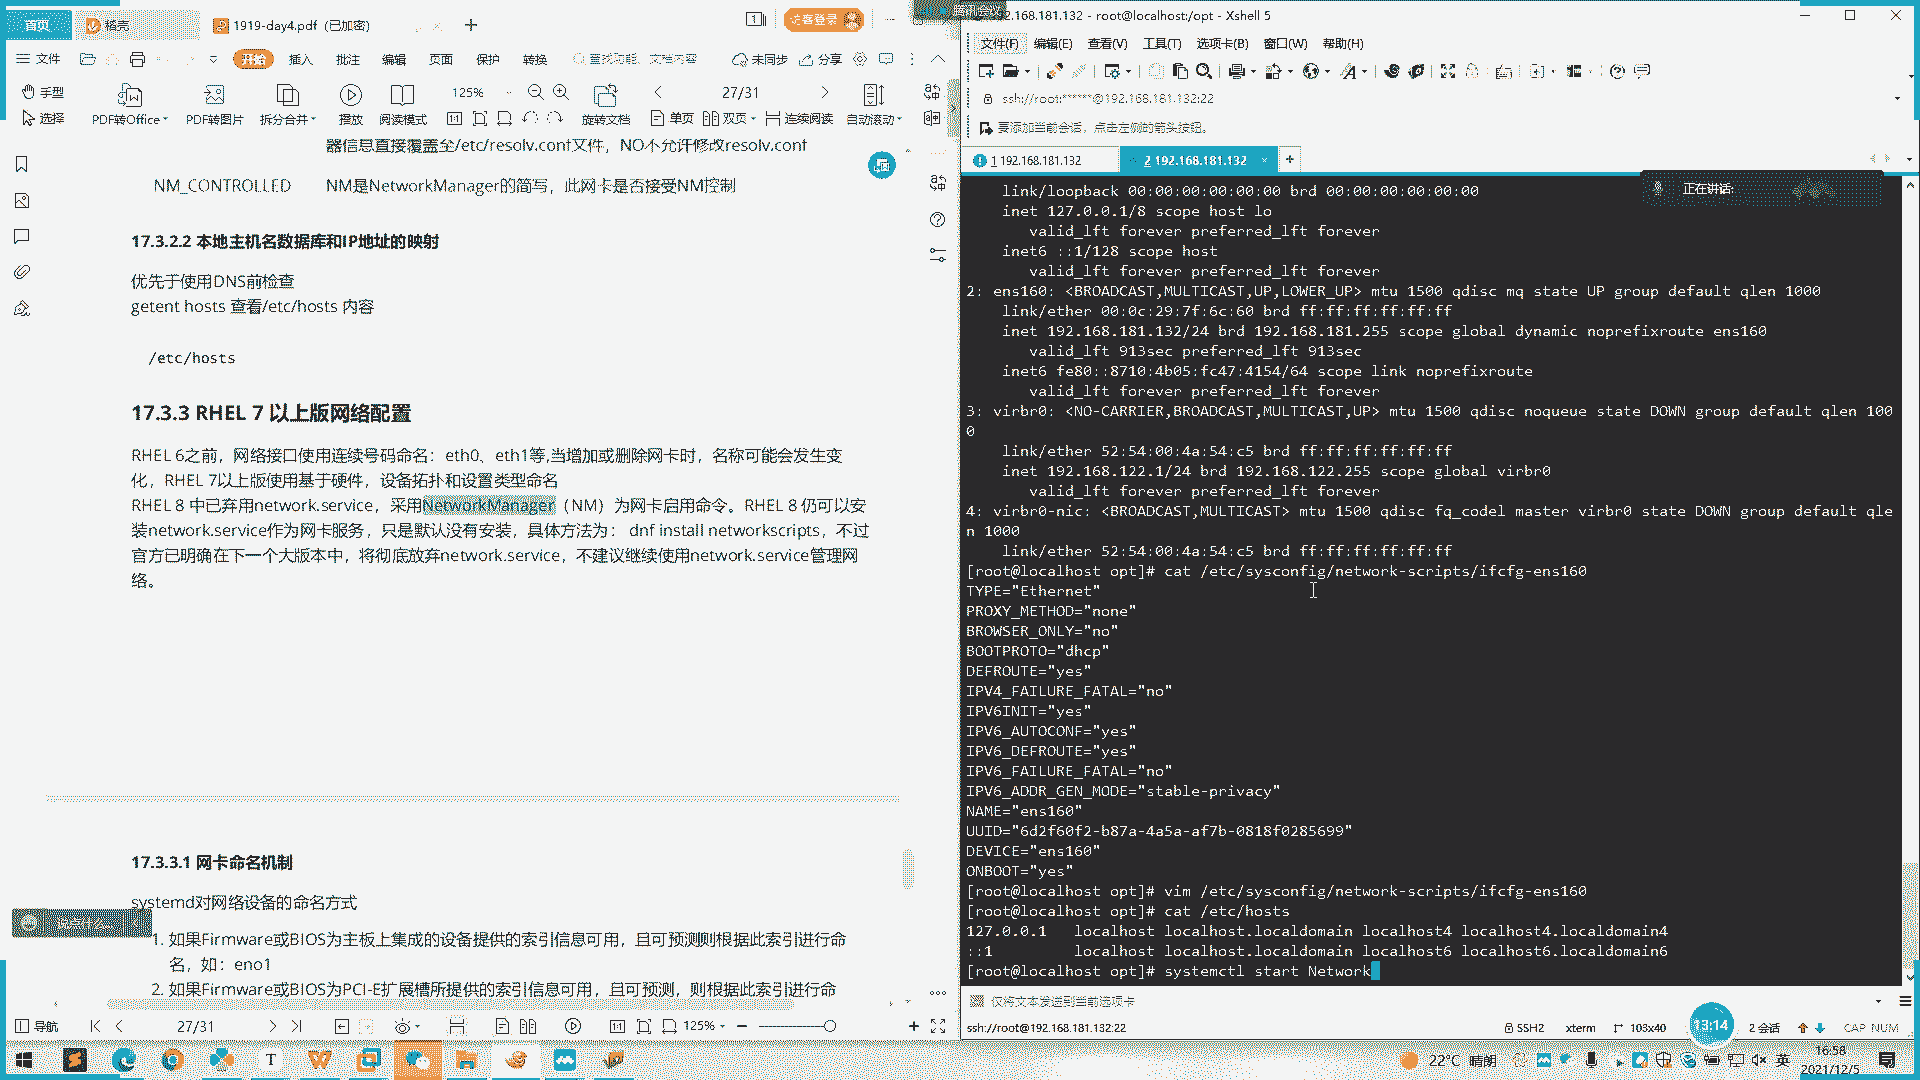 首页
稻壳
1919-day4.pdf (已加密)
访客登录
文件
开始
插入
批注
编辑
页面
保护
转换
查找功能、文档内容
未同步
分享
手型
选择
PDF转Office
PDF转图片
拆分合并
播放
阅读模式
125%
旋转文档
27/31
单页
双页
连续阅读
自动滚动
器信息直接覆盖至/etc/resolv.conf文件，NO不允许修改resolv.conf
NM_CONTROLLED NM是NetworkManager的简写，此网卡是否接受NM控制
17.3.2.2 本地主机名数据库和IP地址的映射
优先于使用DNS前检查
getent hosts 查看/etc/hosts 内容
/etc/hosts
17.3.3 RHEL 7 以上版网络配置
RHEL 6之前，网络接口使用连续号码命名：eth0、eth1等,当增加或删除网卡时，名称可能会发生变
化，RHEL 7以上版使用基于硬件，设备拓扑和设置类型命名
RHEL 8 中已弃用network.service，采用NetworkManager（NM）为网卡启用命令。RHEL 8 仍可以安
装network.service作为网卡服务，只是默认没有安装，具体方法为： dnf install networkscripts，不过
官方已明确在下一个大版本中，将彻底放弃network.service，不建议继续使用network.service管理网
络。
17.3.3.1 网卡命名机制
systemd对网络设备的命名方式
1. 如果Firmware或BIOS为主板上集成的设备提供的索引信息可用，且可预测则根据此索引进行命
名，如：eno1
2. 如果Firmware或BIOS为PCI-E扩展槽所提供的索引信息可用，且可预测，则根据此索引进行命
导航
27/31
125%
192.168.181.132 - root@localhost:/opt - Xshell 5
文件(F) 编辑(E) 查看(V) 工具(T) 选项卡(B) 窗口(W) 帮助(H)
ssh://root:******@192.168.181.132:22
要添加当前会话，点击左侧的箭头按钮。
1 192.168.181.132
2 192.168.181.132
正在讲话:
link/loopback 00:00:00:00:00:00 brd 00:00:00:00:00:00
inet 127.0.0.1/8 scope host lo
valid_lft forever preferred_lft forever
inet6 ::1/128 scope host
valid_lft forever preferred_lft forever
2: ens160: <BROADCAST,MULTICAST,UP,LOWER_UP> mtu 1500 qdisc mq state UP group default qlen 1000
link/ether 00:0c:29:7f:6c:60 brd ff:ff:ff:ff:ff:ff
inet 192.168.181.132/24 brd 192.168.181.255 scope global dynamic noprefixroute ens160
valid_lft 913sec preferred_lft 913sec
inet6 fe80::8710:4b05:fc47:4154/64 scope link noprefixroute
valid_lft forever preferred_lft forever
3: virbr0: <NO-CARRIER,BROADCAST,MULTICAST,UP> mtu 1500 qdisc noqueue state DOWN group default qlen 100
0
link/ether 52:54:00:4a:54:c5 brd ff:ff:ff:ff:ff:ff
inet 192.168.122.1/24 brd 192.168.122.255 scope global virbr0
valid_lft forever preferred_lft forever
4: virbr0-nic: <BROADCAST,MULTICAST> mtu 1500 qdisc fq_codel master virbr0 state DOWN group default qle
n 1000
link/ether 52:54:00:4a:54:c5 brd ff:ff:ff:ff:ff:ff
[root@localhost opt]# cat /etc/sysconfig/network-scripts/ifcfg-ens160
TYPE="Ethernet"
PROXY_METHOD="none"
BROWSER_ONLY="no"
BOOTPROTO="dhcp"
DEFROUTE="yes"
IPV4_FAILURE_FATAL="no"
IPV6INIT="yes"
IPV6_AUTOCONF="yes"
IPV6_DEFROUTE="yes"
IPV6_FAILURE_FATAL="no"
IPV6_ADDR_GEN_MODE="stable-privacy"
NAME="ens160"
UUID="6d2f60f2-b87a-4a5a-af7b-0818f0285699"
DEVICE="ens160"
ONBOOT="yes"
[root@localhost opt]# vim /etc/sysconfig/network-scripts/ifcfg-ens160
[root@localhost opt]# cat /etc/hosts
127.0.0.1 localhost localhost.localdomain localhost4 localhost4.localdomain4
::1 localhost localhost.localdomain localhost6 localhost6.localdomain6
[root@localhost opt]# systemctl start Network
仅将文本发送到当前选项卡
ssh://root@192.168.181.132:22
SSH2
xterm
103x40
13:14
2 会话
CAP NUM
22°C 晴朗
英
16:58
2021/12/5